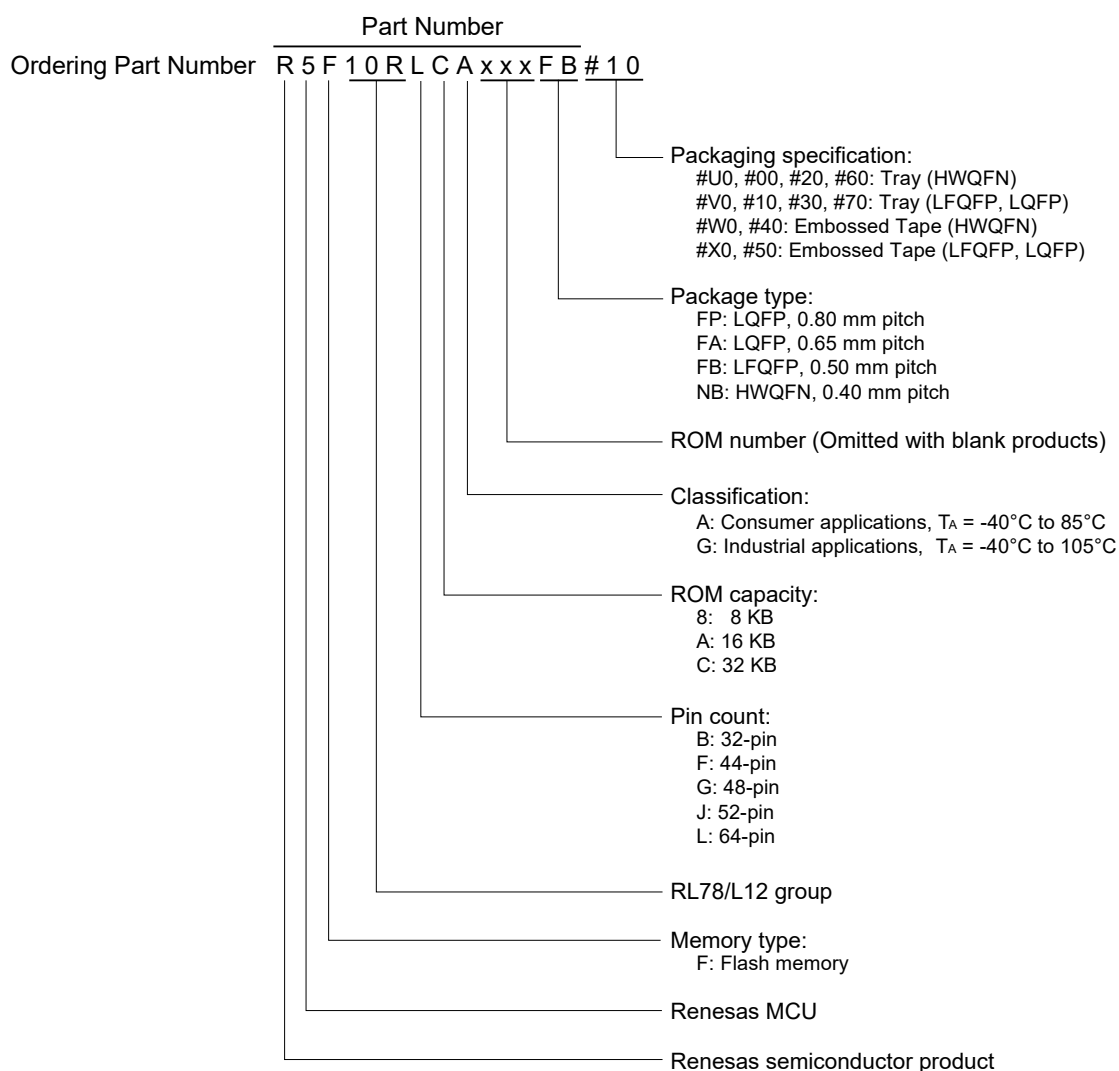 Part Number
Ordering Part Number R 5 F 1 0 R L C A x x x F B # 1 0
Packaging specification:
#U0, #00, #20, #60: Tray (HWQFN)
#V0, #10, #30, #70: Tray (LFQFP, LQFP)
#W0, #40: Embossed Tape (HWQFN)
#X0, #50: Embossed Tape (LFQFP, LQFP)
Package type:
FP: LQFP, 0.80 mm pitch
FA: LQFP, 0.65 mm pitch
FB: LFQFP, 0.50 mm pitch
NB: HWQFN, 0.40 mm pitch
ROM number (Omitted with blank products)
Classification:
A: Consumer applications, TA = -40°C to 85°C
G: Industrial applications, TA = -40°C to 105°C
ROM capacity:
8: 8 KB
A: 16 KB
C: 32 KB
Pin count:
B: 32-pin
F: 44-pin
G: 48-pin
J: 52-pin
L: 64-pin
RL78/L12 group
Memory type:
F: Flash memory
Renesas MCU
Renesas semiconductor product